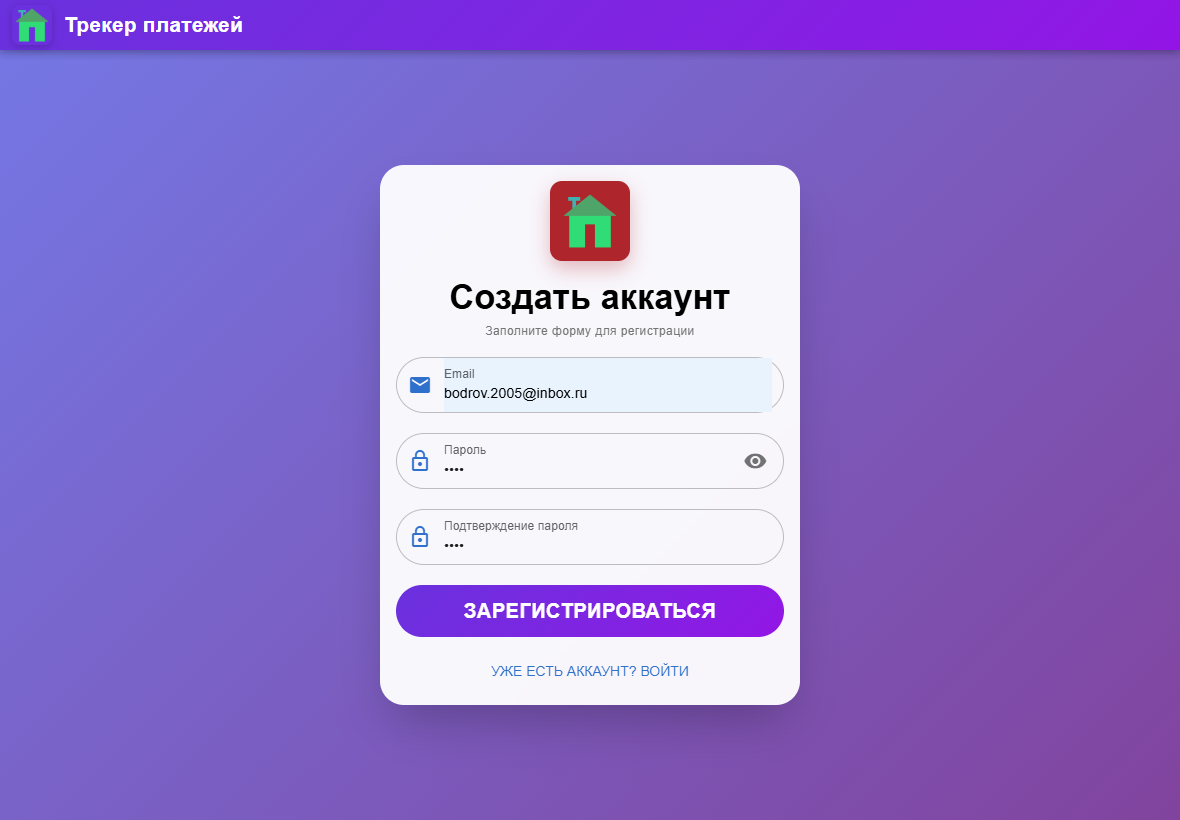 Трекер платежей
Создать аккаунт
Заполните форму для регистрации
Email
bodrov.2005@inbox.ru
Пароль
••••
Подтверждение пароля
••••
ЗАРЕГИСТРИРОВАТЬСЯ
УЖЕ ЕСТЬ АККАУНТ? ВОЙТИ